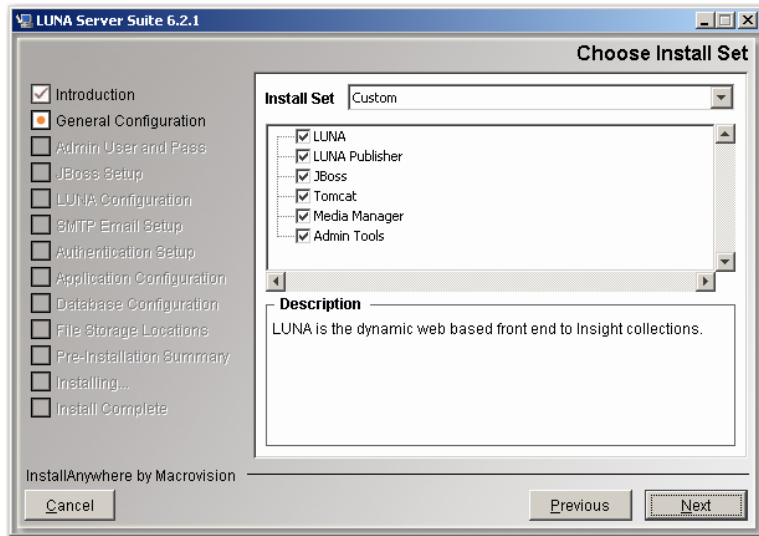 LUNA Server Suite 6.2.1
Choose Install Set
Introduction
General Configuration
Admin User and Pass
JBoss Setup
LUNA Configuration
SMTP Email Setup
Authentication Setup
Application Configuration
Database Configuration
File Storage Locations
Pre-Installation Summary
Installing...
Install Complete
Install Set Custom
LUNA
LUNA Publisher
JBoss
Tomcat
Media Manager
Admin Tools
Description
LUNA is the dynamic web based front end to Insight collections.
InstallAnywhere by Macrovision
Cancel Previous Next